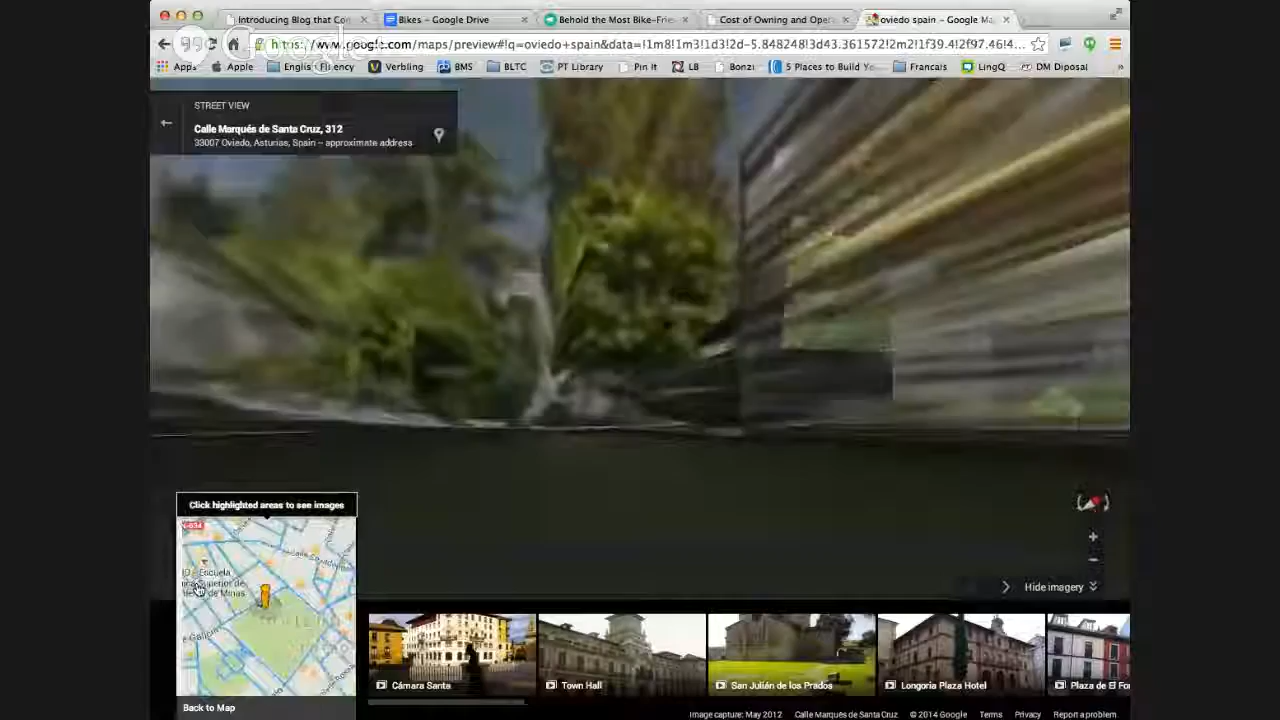 Introducing Blog that Co
Bikes – Google Drive
Behold the Most Bike-Frie
Cost of Owning and Ope
oviedo spain – Google Ma
Google
https://www.google.com/maps/preview#!q=oviedo+spain&data=!1m8!1m3!1d3!2d-5.848248!3d43.361572!2m2!1f39.4!2f97.46!4...
Apps
Apple
English Fluency
Verbling
BMS
BLTC
PT Library
Pin It
LB
Bonzi
5 Places to Build Yo
Francais
LingQ
DM Diposal
»
STREET VIEW
Calle Marqués de Santa Cruz, 312
33007 Oviedo, Asturias, Spain – approximate address
Click highlighted areas to see images
Escuela
Superior de
de Minas
Hide imagery
Cámara Santa
Town Hall
San Julián de los Prados
Longoria Plaza Hotel
Plaza de El Fo
Back to Map
Image capture: May 2012
Calle Marqués de Santa Cruz
© 2014 Google
Terms
Privacy
Report a problem